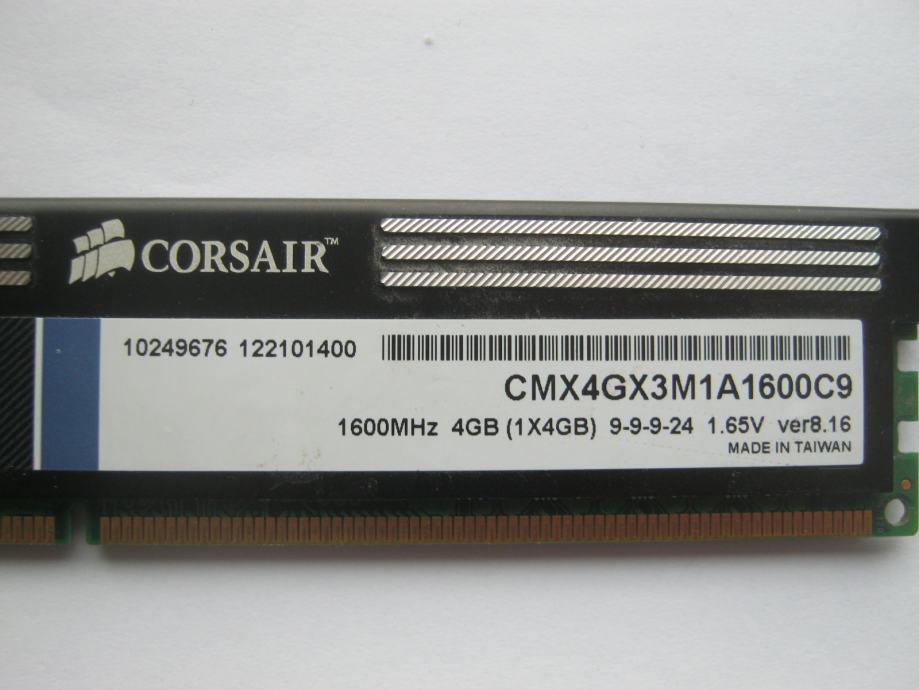 CORSAIR™
10249676 122101400
CMX4GX3M1A1600C9
1600MHz 4GB (1X4GB) 9-9-9-24 1.65V ver8.16
MADE IN TAIWAN